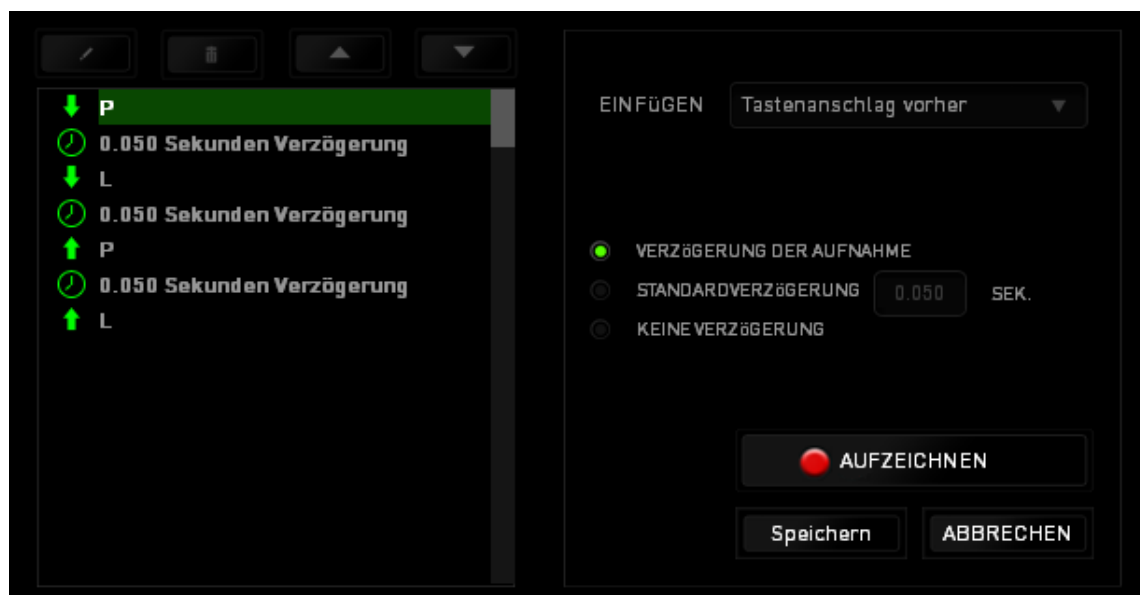 P
0.050 Sekunden Verzögerung
L
0.050 Sekunden Verzögerung
P
0.050 Sekunden Verzögerung
L
EINFüGEN
Tastenanschlag vorher
VERZöGERUNG DER AUFNAHME
STANDARDVERZöGERUNG 0.050 SEK.
KEINE VERZöGERUNG
AUFZEICHNEN
Speichern
ABBRECHEN